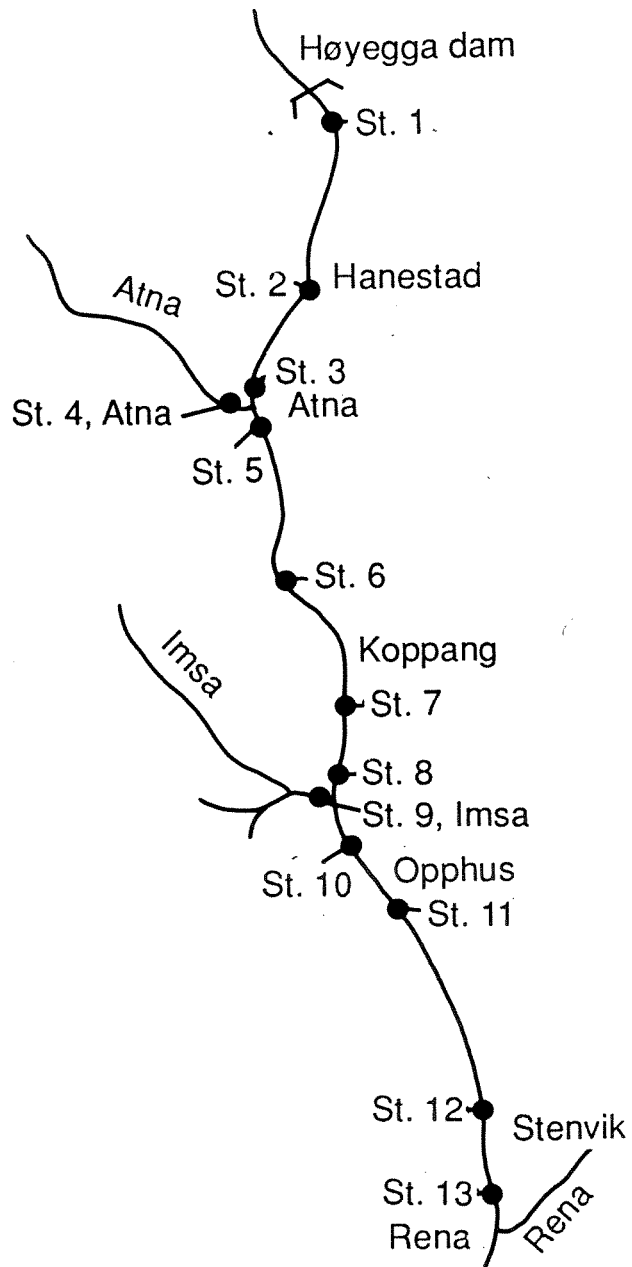 Høyegga dam
St. 1
St. 2
Hanestad
Atna
St. 3
Atna
St. 4, Atna
St. 5
St. 6
Imsa
Koppang
St. 7
St. 8
St. 9, Imsa
St. 10
Opphus
St. 11
St. 12
Stenvik
St. 13
Rena
Rena